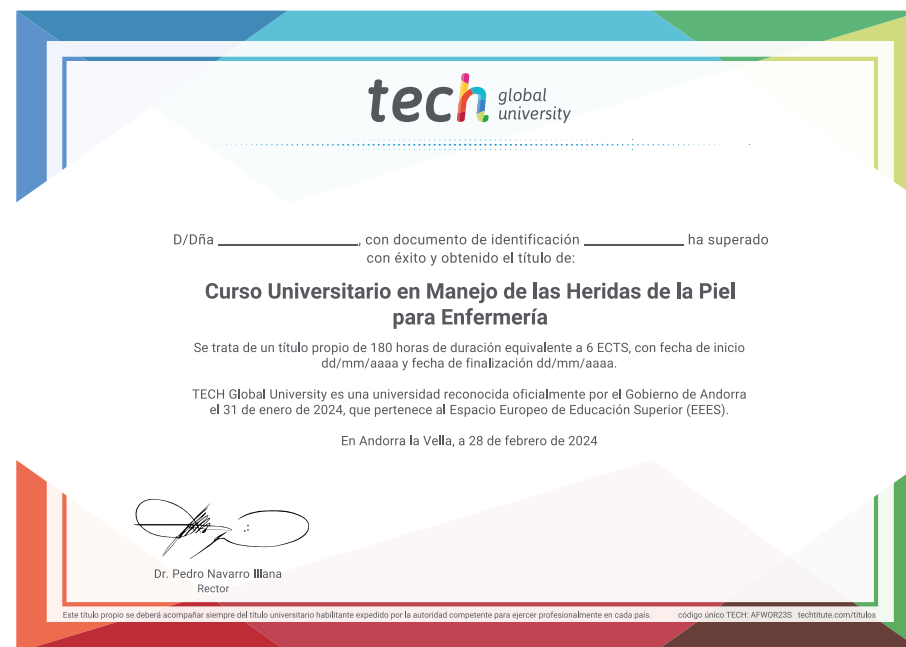 tech global university
D/Dña ____________________, con documento de identificación ______________ ha superado
con éxito y obtenido el título de:
Curso Universitario en Manejo de las Heridas de la Piel
para Enfermería
Se trata de un título propio de 180 horas de duración equivalente a 6 ECTS, con fecha de inicio
dd/mm/aaaa y fecha de finalización dd/mm/aaaa.
TECH Global University es una universidad reconocida oficialmente por el Gobierno de Andorra
el 31 de enero de 2024, que pertenece al Espacio Europeo de Educación Superior (EEES).
En Andorra la Vella, a 28 de febrero de 2024
Dr. Pedro Navarro Illana
Rector
Este título propio se deberá acompañar siempre del título universitario habilitante expedido por la autoridad competente para ejercer profesionalmente en cada país. código único TECH: AFWOR23S techtitute.com/titulos